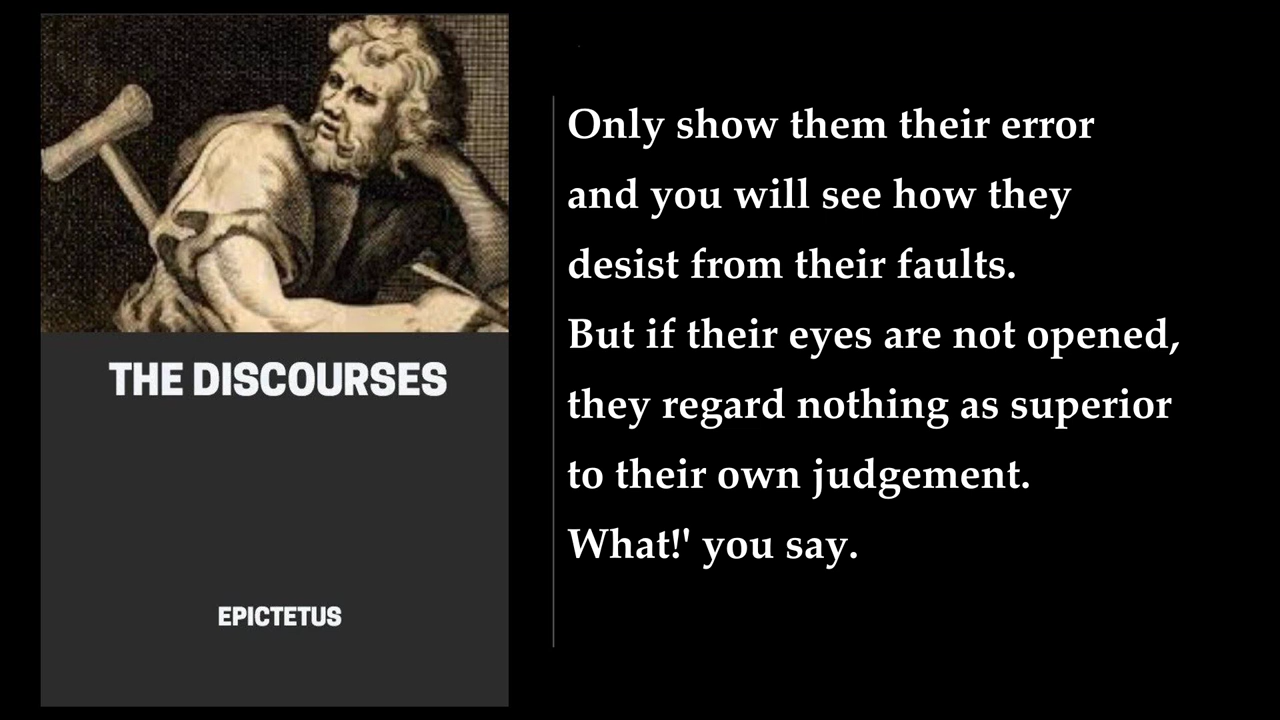 THE DISCOURSES
EPICTETUS
Only show them their error
and you will see how they
desist from their faults.
But if their eyes are not opened,
they regard nothing as superior
to their own judgement.
What!' you say.